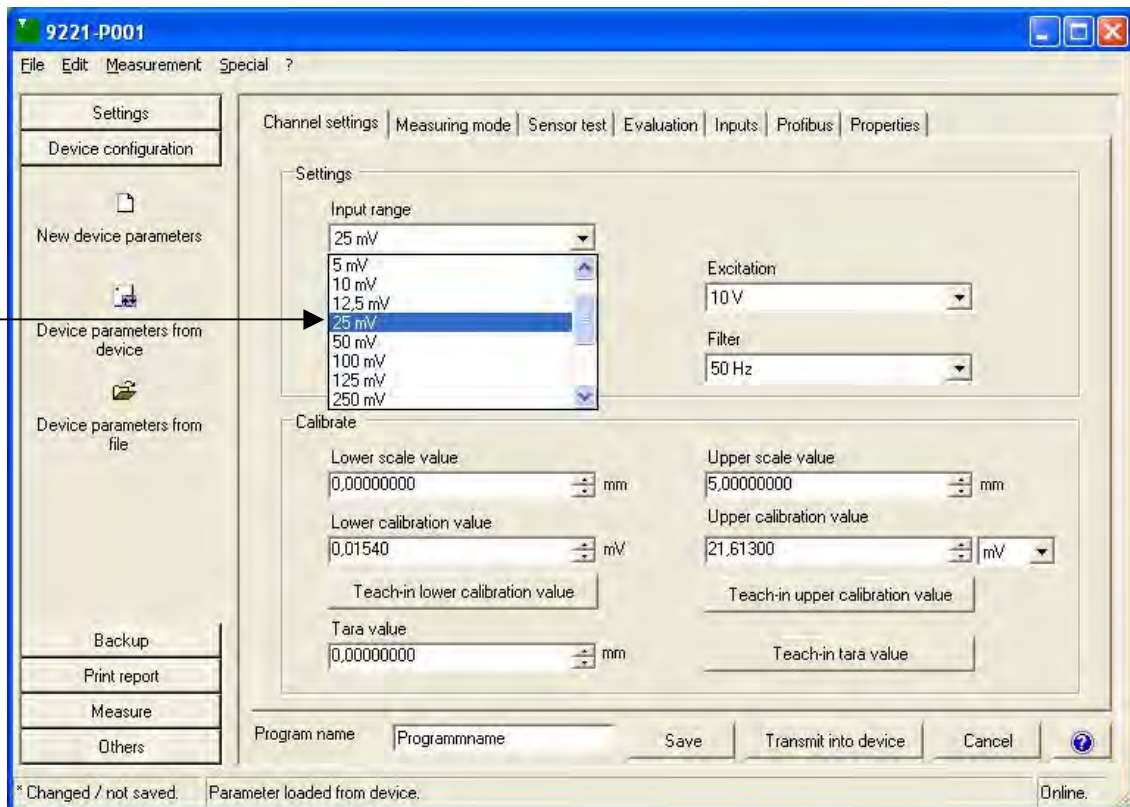 9221-P001
File Edit Measurement Special ?
Settings
Device configuration
New device parameters
Device parameters from
device
Device parameters from
file
Backup
Print report
Measure
Others
Channel settings Measuring mode Sensor test Evaluation Inputs Profibus Properties
Settings
Input range
25 mV
5 mV
10 mV
12,5 mV
25 mV
50 mV
100 mV
125 mV
250 mV
Excitation
10 V
Filter
50 Hz
Calibrate
Lower scale value
0,00000000 mm
Upper scale value
5,00000000 mm
Lower calibration value
0,01540 mV
Upper calibration value
21,61300 mV
Teach-in lower calibration value
Teach-in upper calibration value
Tara value
0,00000000 mm
Teach-in tara value
Program name Programmname Save Transmit into device Cancel ?
* Changed / not saved. Parameter loaded from device. Online.